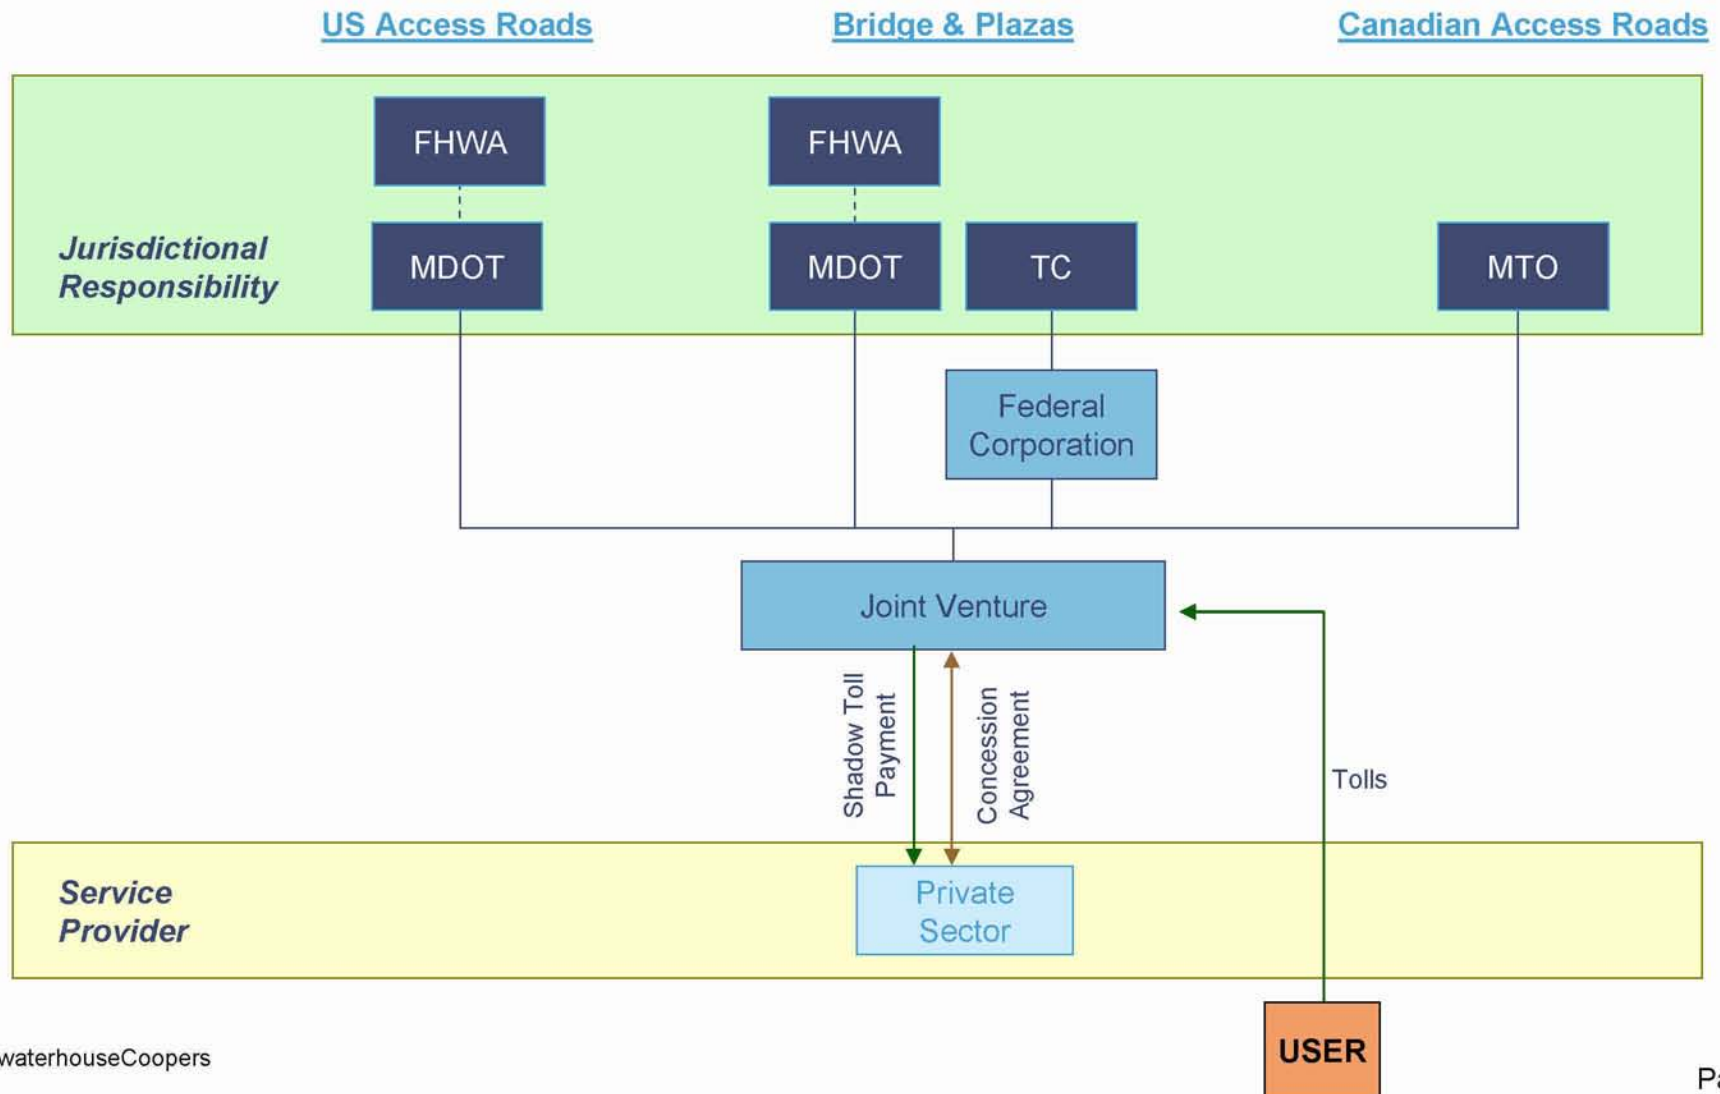 US Access Roads
Bridge & Plazas
Canadian Access Roads
FHWA
FHWA
Jurisdictional
Responsibility
MDOT
MDOT
TC
MTO
Federal
Corporation
Joint Venture
Shadow Toll
Payment
Concession
Agreement
Tolls
Service
Provider
Private
Sector
USER
waterhouseCoopers
Pa